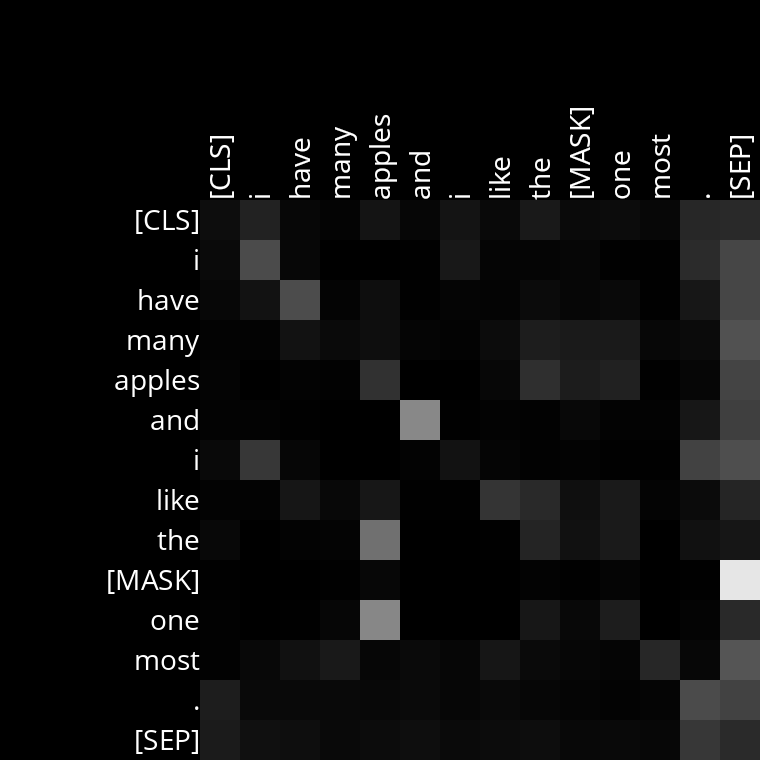 [CLS] i have many apples and i like the [MASK] one most . [SEP]
[CLS]
i
have
many
apples
and
i
like
the
[MASK]
one
most
.
[SEP]